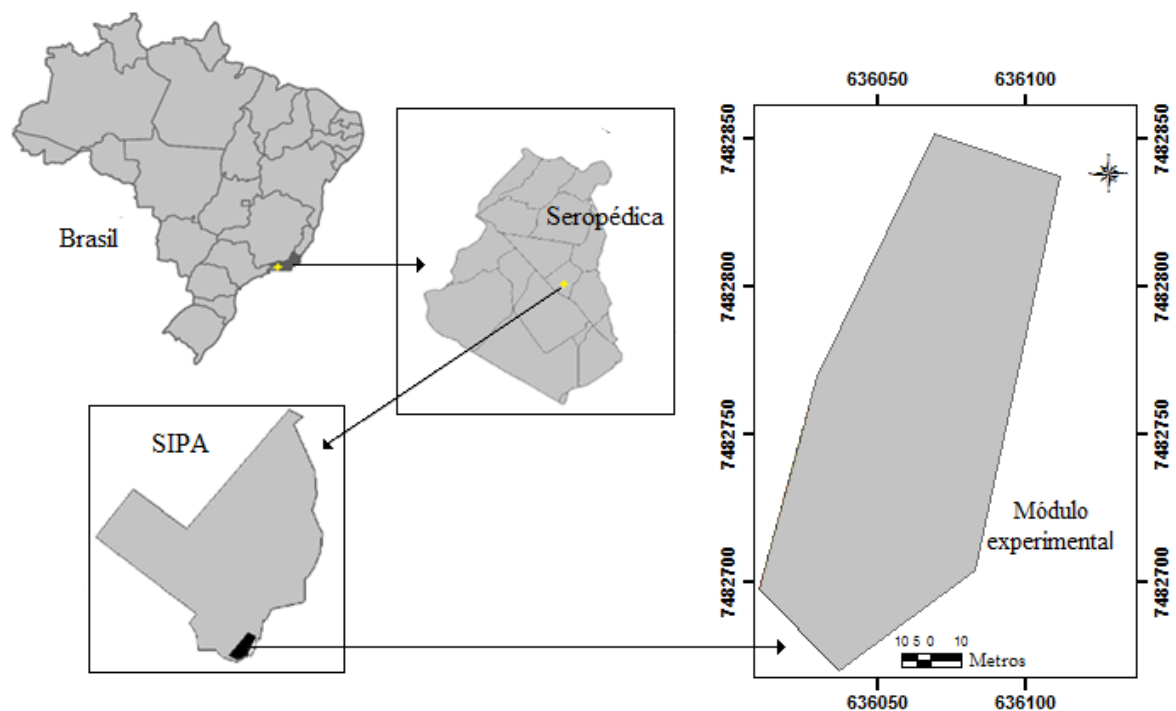 Brasil
Seropédica
SIPA
636050 636100
7482850 7482850
7482800 7482800
7482750 7482750
Módulo
experimental
7482700 7482700
10 5 0 10
Metros
636050 636100